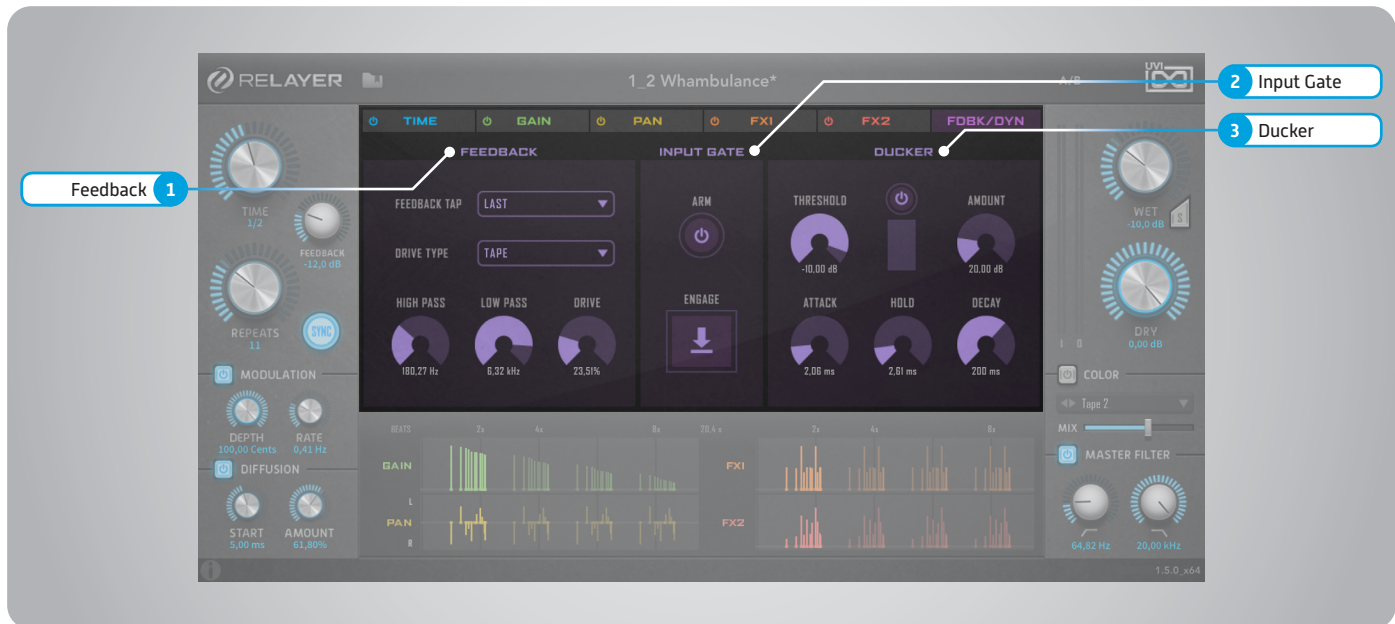 RELAYER
1_2 Whambulance*
A/B
UVI
2 Input Gate
3 Ducker
Feedback 1
TIME GAIN PAN FX1 FX2 FDBK/DYN
FEEDBACK INPUT GATE DUCKER
FEEDBACK TAP LAST
DRIVE TYPE TAPE
HIGH PASS LOW PASS DRIVE
180,27 Hz 6,32 kHz 23,51%
ARM
ENGAGE
THRESHOLD AMOUNT
-10,00 dB 20,00 dB
ATTACK HOLD DECAY
2,06 ms 2,61 ms 200 ms
TIME
1/2
FEEDBACK
-12,0 dB
REPEATS
11
SYNC
MODULATION
DEPTH RATE
100,00 Cents 0,41 Hz
DIFFUSION
START AMOUNT
5,00 ms 61,80%
WET
-10,0 dB
S
DRY
0,00 dB
I O
COLOR
Tape 2
MIX
MASTER FILTER
64,82 Hz 20,00 kHz
BEATS 2x 4x 8x 20.4 s 2x 4x 8x
GAIN FX1
L
PAN FX2
R
i
1.5.0_x64